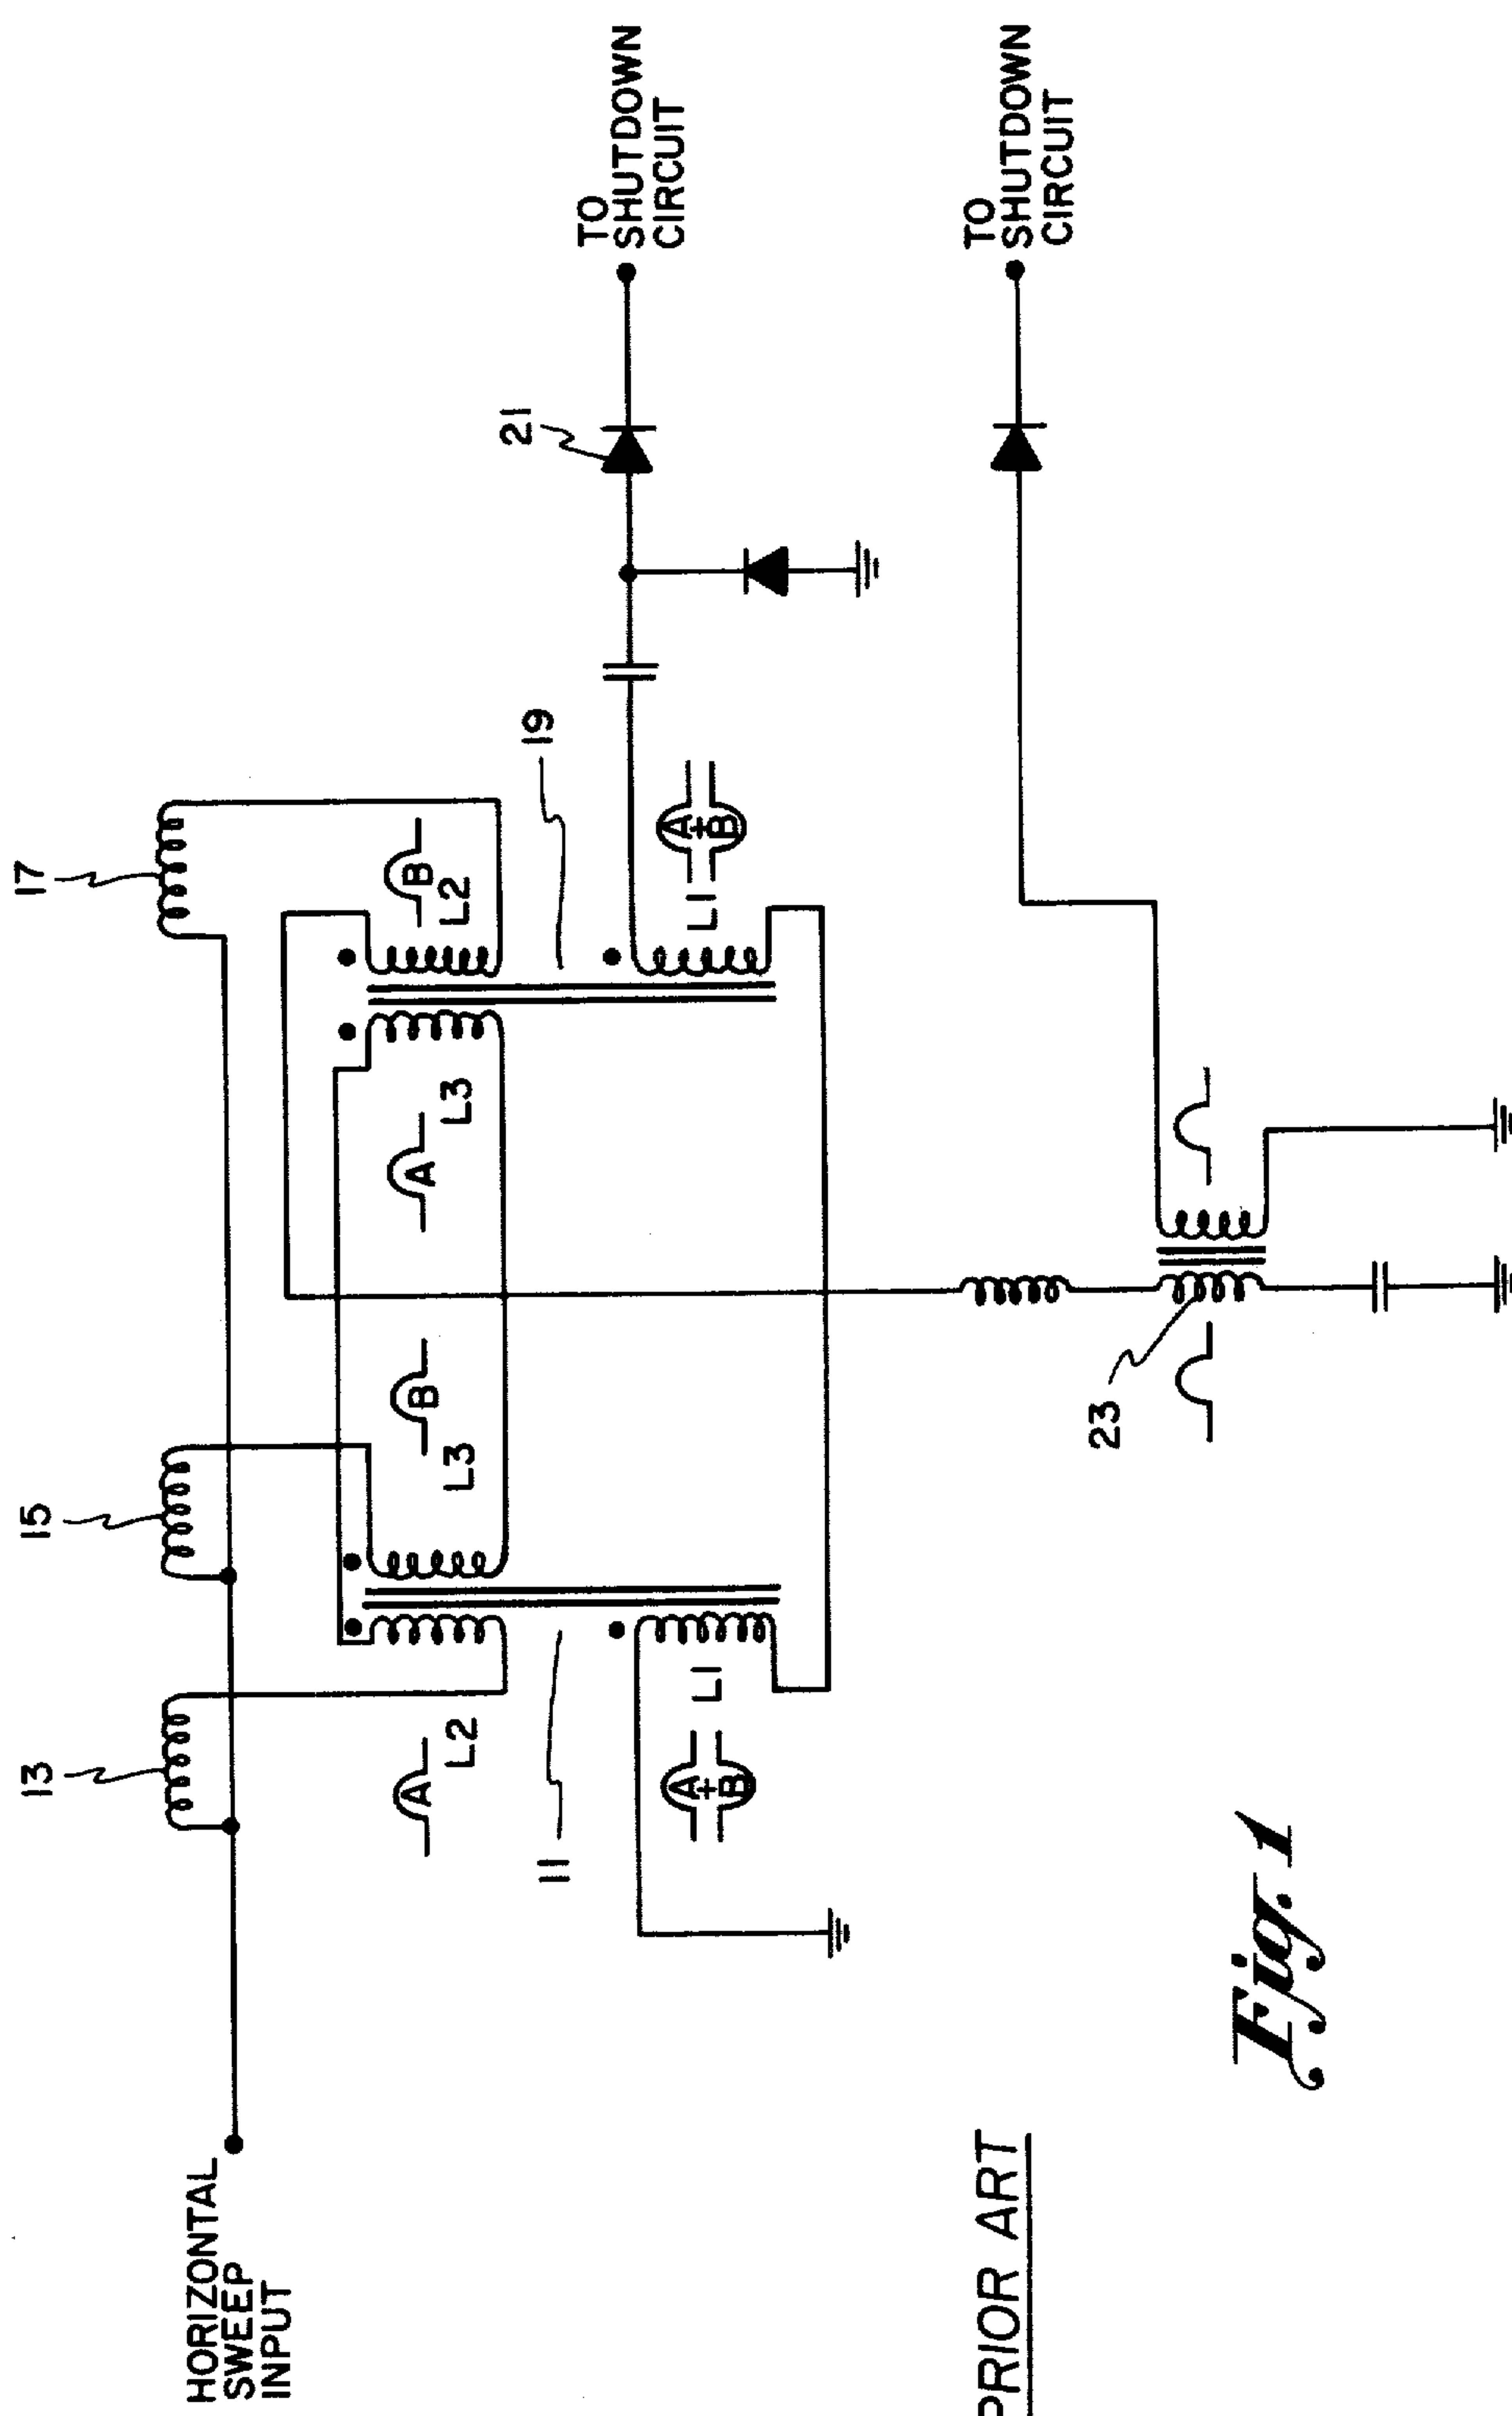 13
15
17
HORIZONTAL
SWEEP
INPUT
A
L2
B
L3
A
L3
B
L2
11
19
21
TO
SHUTDOWN
CIRCUIT
A+B
L1
L1
A+B
TO
SHUTDOWN
CIRCUIT
23
PRIOR ART
Fig. 1